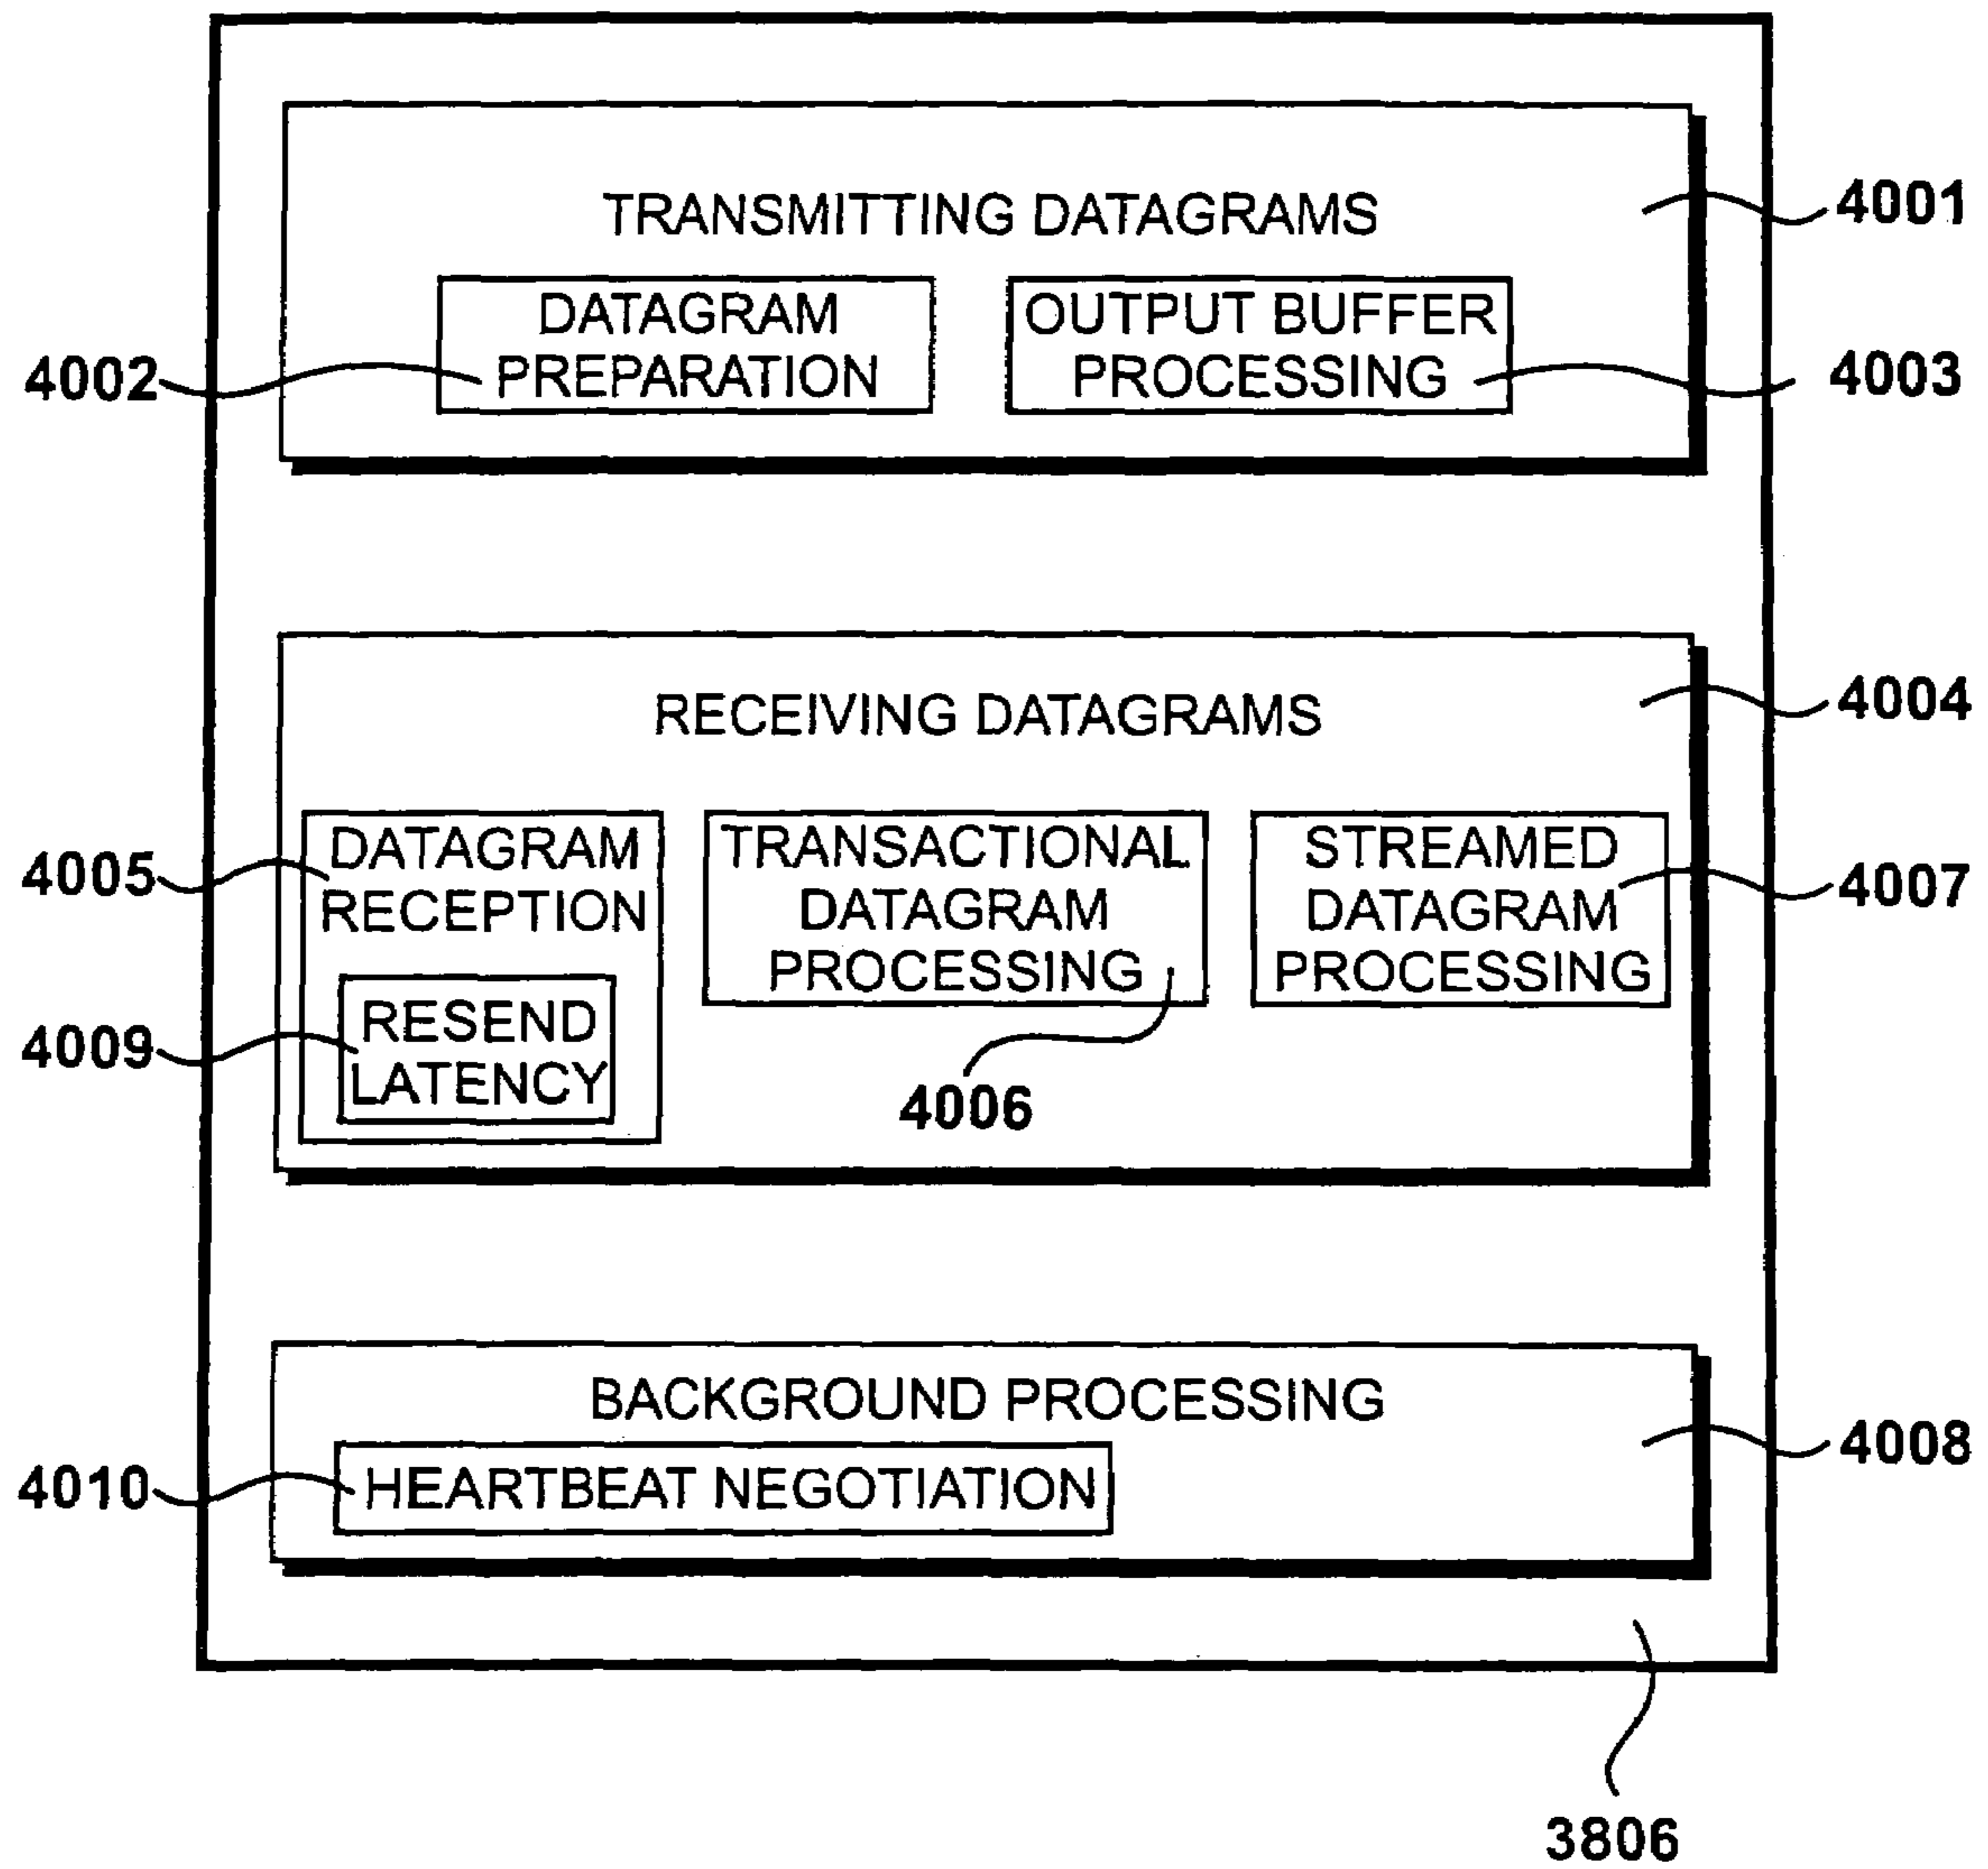 TRANSMITTING DATAGRAMS
4001
DATAGRAM
PREPARATION
4002
OUTPUT BUFFER
PROCESSING
4003
RECEIVING DATAGRAMS
4004
DATAGRAM
RECEPTION
4005
RESEND
LATENCY
4009
TRANSACTIONAL
DATAGRAM
PROCESSING
4006
STREAMED
DATAGRAM
PROCESSING
4007
BACKGROUND PROCESSING
4008
HEARTBEAT NEGOTIATION
4010
3806